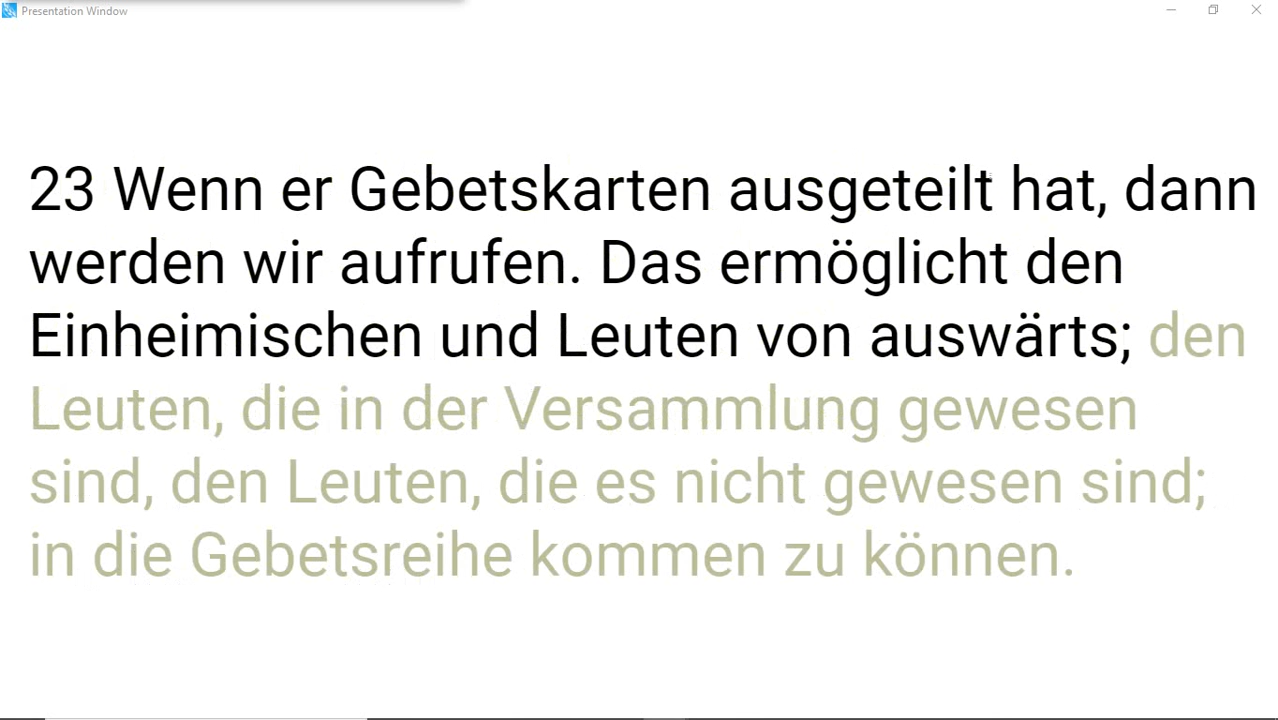 Presentation Window
23 Wenn er Gebetskarten ausgeteilt hat, dann
werden wir aufrufen. Das ermöglicht den
Einheimischen und Leuten von auswärts; den
Leuten, die in der Versammlung gewesen
sind, den Leuten, die es nicht gewesen sind;
in die Gebetsreihe kommen zu können.